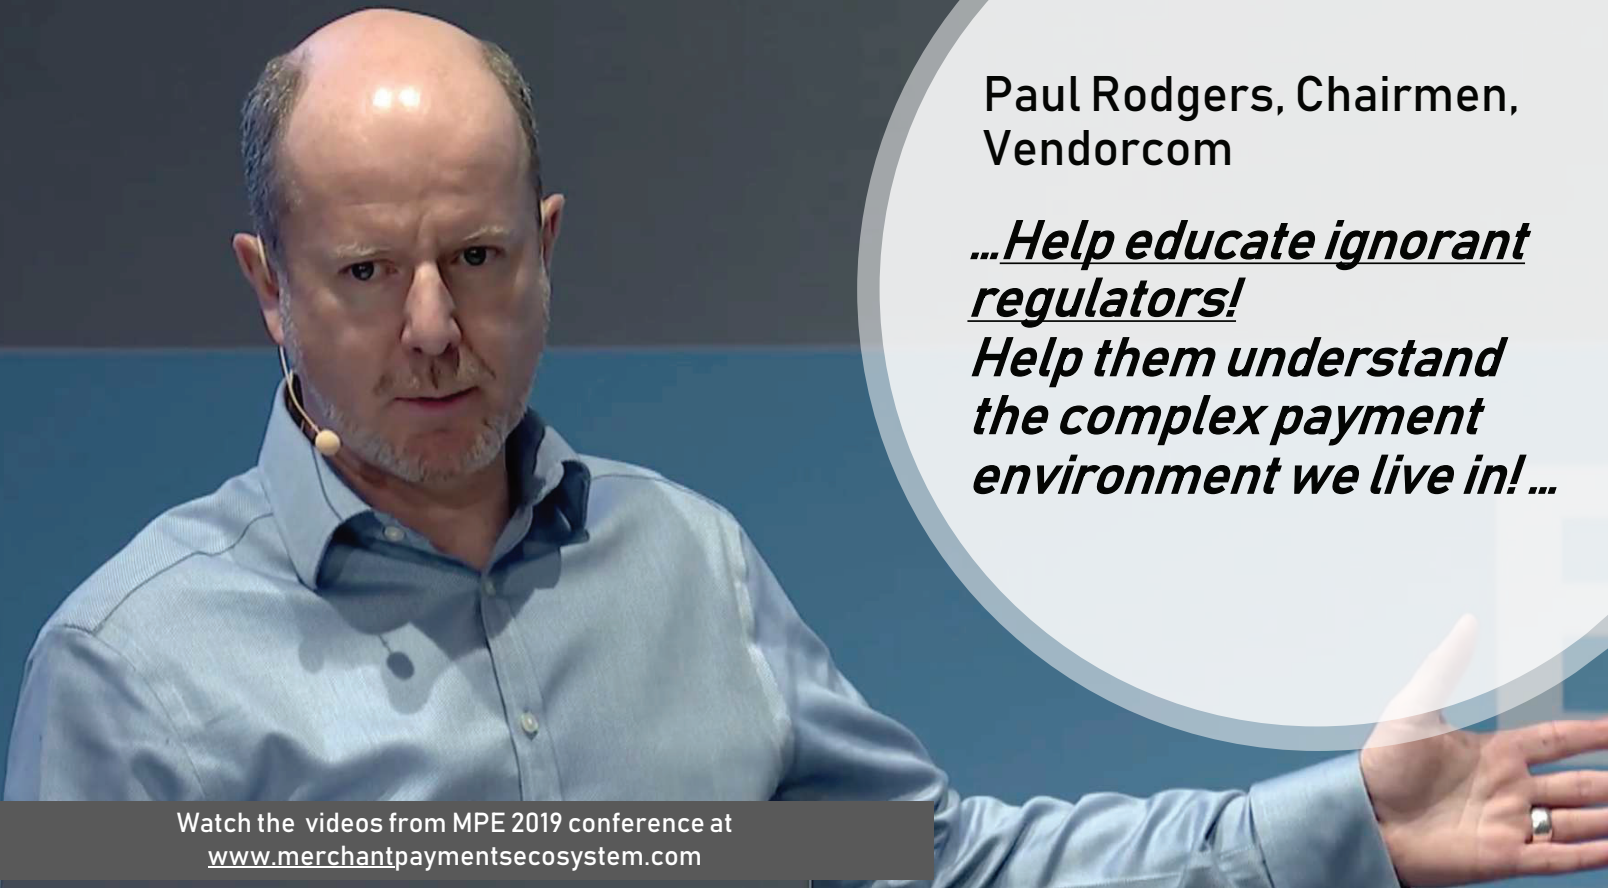 Paul Rodgers, Chairmen,
Vendorcom
...Help educate ignorant
regulators!
Help them understand
the complex payment
environment we live in! ...
Watch the  videos from MPE 2019 conference at
www.merchantpaymentsecosystem.com